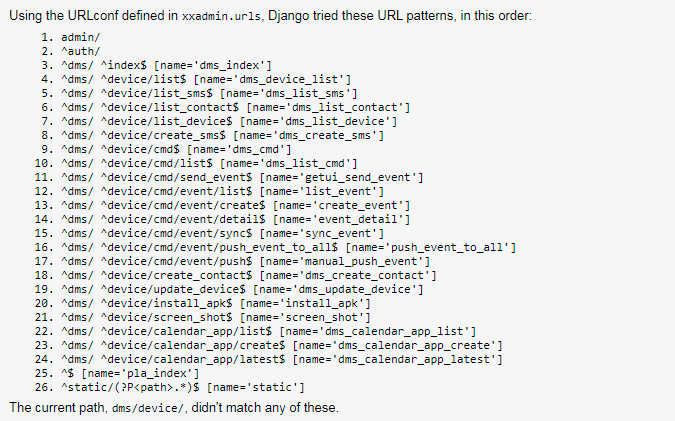 Using the URLconf defined in xxadmin.urls, Django tried these URL patterns, in this order:
1. admin/
2. ^auth/
3. ^dms/ ^index$ [name='dms_index']
4. ^dms/ ^device/list$ [name='dms_device_list']
5. ^dms/ ^device/list_sms$ [name='dms_list_sms']
6. ^dms/ ^device/list_contact$ [name='dms_list_contact']
7. ^dms/ ^device/list_device$ [name='dms_list_device']
8. ^dms/ ^device/create_sms$ [name='dms_create_sms']
9. ^dms/ ^device/cmd$ [name='dms_cmd']
10. ^dms/ ^device/cmd/list$ [name='dms_list_cmd']
11. ^dms/ ^device/cmd/send_event$ [name='getui_send_event']
12. ^dms/ ^device/cmd/event/list$ [name='list_event']
13. ^dms/ ^device/cmd/event/create$ [name='create_event']
14. ^dms/ ^device/cmd/event/detail$ [name='event_detail']
15. ^dms/ ^device/cmd/event/sync$ [name='sync_event']
16. ^dms/ ^device/cmd/event/push_event_to_all$ [name='push_event_to_all']
17. ^dms/ ^device/cmd/event/push$ [name='manual_push_event']
18. ^dms/ ^device/create_contact$ [name='dms_create_contact']
19. ^dms/ ^device/update_device$ [name='dms_update_device']
20. ^dms/ ^device/install_apk$ [name='install_apk']
21. ^dms/ ^device/screen_shot$ [name='screen_shot']
22. ^dms/ ^device/calendar_app/list$ [name='dms_calendar_app_list']
23. ^dms/ ^device/calendar_app/create$ [name='dms_calendar_app_create']
24. ^dms/ ^device/calendar_app/latest$ [name='dms_calendar_app_latest']
25. ^$ [name='pla_index']
26. ^static/(?P<path>.*)$ [name='static']
The current path, dms/device/, didn't match any of these.